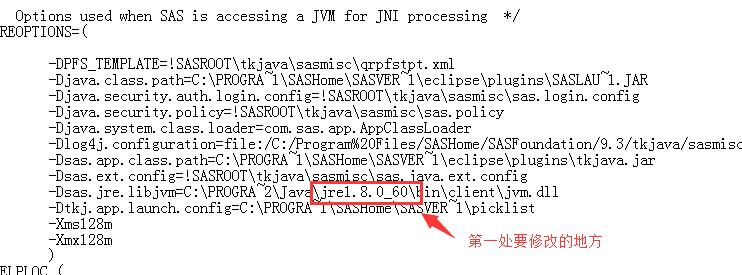 Options used when SAS is accessing a JVM for JNI processing  */
REOPTIONS=(
-DPFS_TEMPLATE=!SASROOT\tkjava\sasmisc\qrpfstpt.xml
-Djava.class.path=C:\PROGRA~1\SASHome\SASVER~1\eclipse\plugins\SASLAU~1.JAR
-Djava.security.auth.login.config=!SASROOT\tkjava\sasmisc\sas.login.config
-Djava.security.policy=!SASROOT\tkjava\sasmisc\sas.policy
-Djava.system.class.loader=com.sas.app.AppClassLoader
-Dlog4j.configuration=file:/C:/Program%20Files/SASHome/SASFoundation/9.3/tkjava/sasmisc
-Dsas.app.class.path=C:\PROGRA~1\SASHome\SASVER~1\eclipse\plugins\tkjava.jar
-Dsas.ext.config=!SASROOT\tkjava\sasmisc\sas.java.ext.config
-Dsas.jre.libjvm=C:\PROGRA~2\Java\jre1.8.0_60\bin\client\jvm.dll
-Dtkj.app.launch.config=C:\PROGRA~1\SASHome\SASVER~1\picklist
-Xms128m
-Xmx128m
)
第一处要修改的地方
ELPLOC (